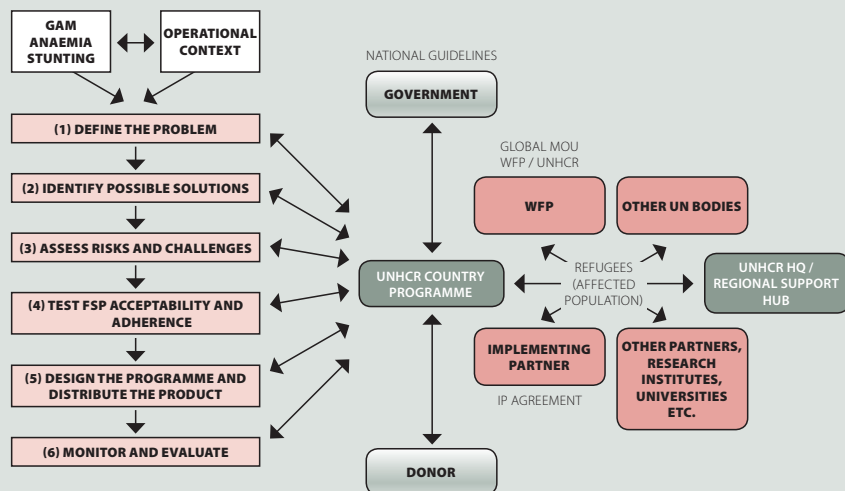 GAM
ANAEMIA
STUNTING
OPERATIONAL
CONTEXT
(1) DEFINE THE PROBLEM
(2) IDENTIFY POSSIBLE SOLUTIONS
(3) ASSESS RISKS AND CHALLENGES
(4) TEST FSP ACCEPTABILITY AND
ADHERENCE
(5) DESIGN THE PROGRAMME AND
DISTRIBUTE THE PRODUCT
(6) MONITOR AND EVALUATE
NATIONAL GUIDELINES
GOVERNMENT
UNHCR COUNTRY
PROGRAMME
DONOR
GLOBAL MOU
WFP / UNHCR
WFP
OTHER UN BODIES
REFUGEES
(AFFECTED
POPULATION)
UNHCR HQ /
REGIONAL SUPPORT
HUB
IMPLEMENTING
PARTNER
IP AGREEMENT
OTHER PARTNERS,
RESEARCH
INSTITUTES,
UNIVERSITIES
ETC.